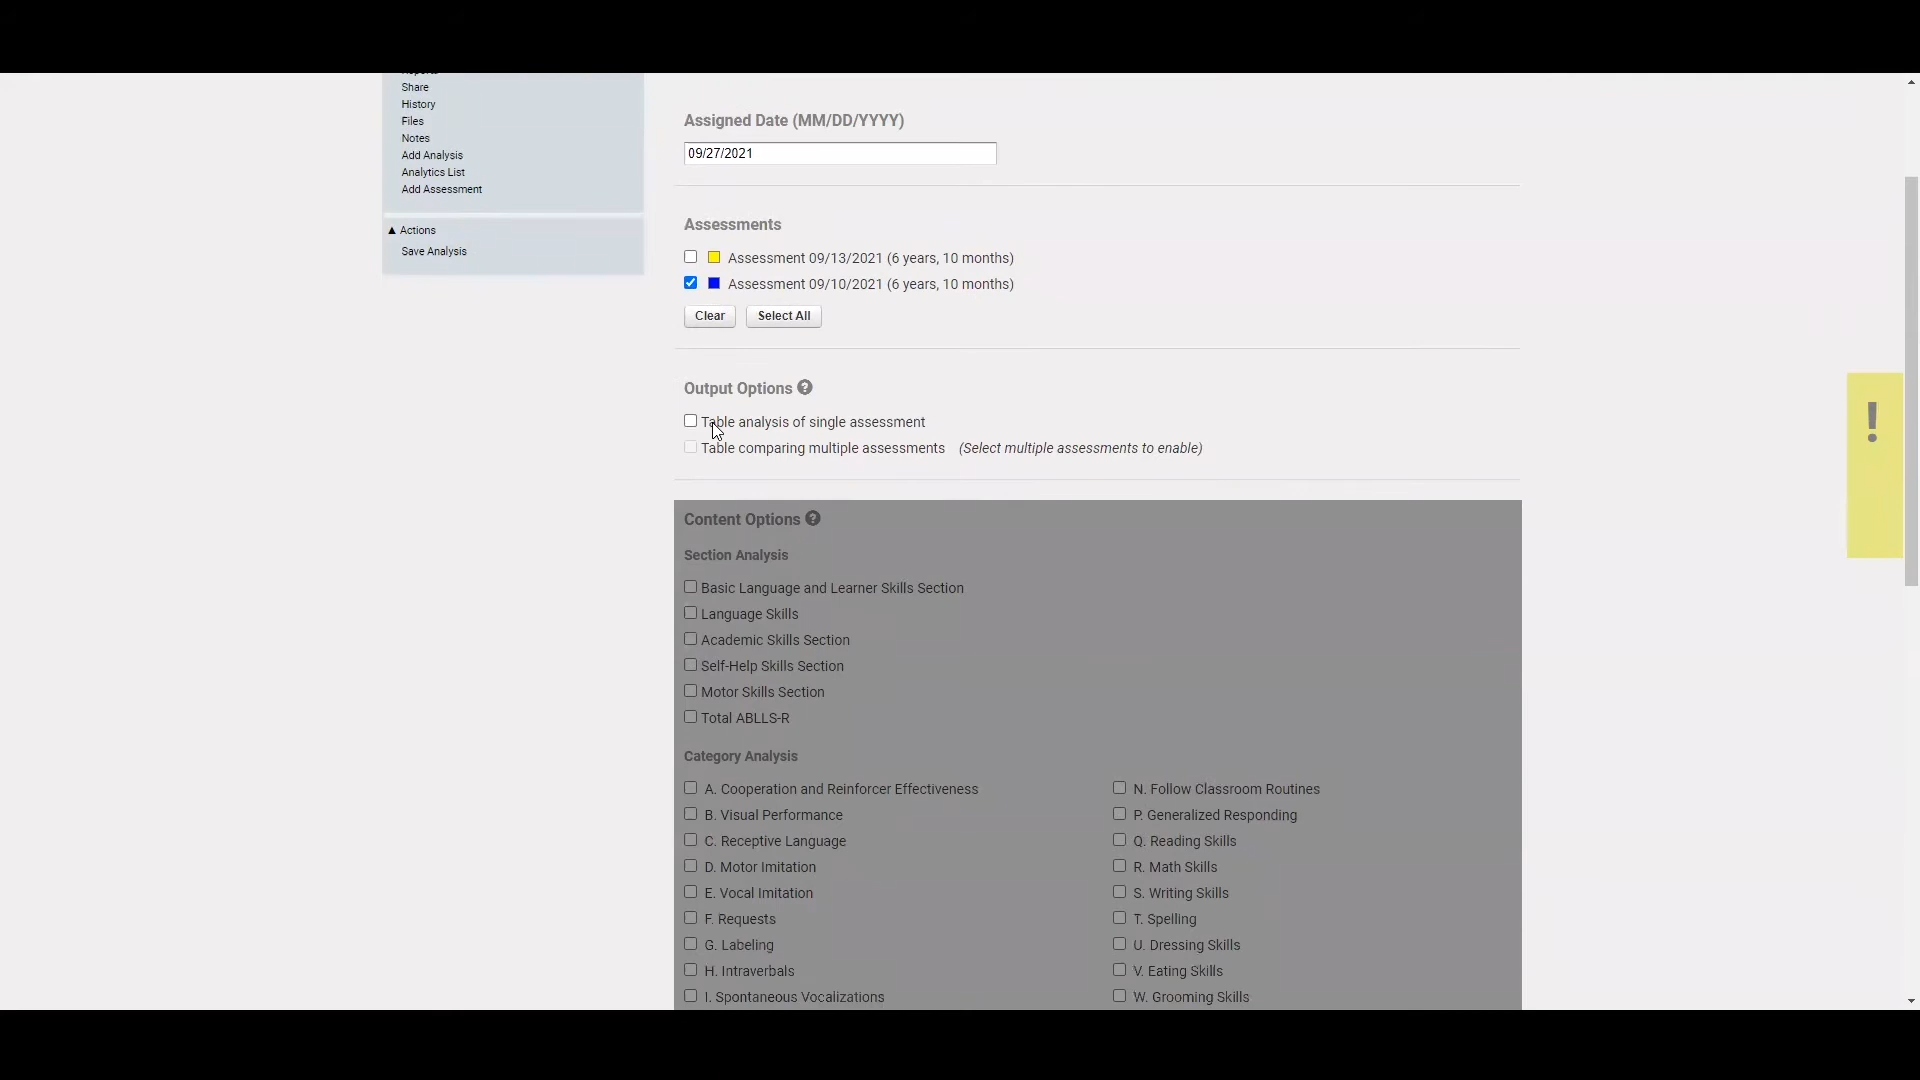 Reports
Share
History
Files
Notes
Add Analysis
Analytics List
Add Assessment
▲ Actions
Save Analysis
Assigned Date (MM/DD/YYYY)
09/27/2021
Assessments
Assessment 09/13/2021 (6 years, 10 months)
Assessment 09/10/2021 (6 years, 10 months)
Clear Select All
Output Options ?
Table analysis of single assessment
Table comparing multiple assessments (Select multiple assessments to enable)
!
Content Options ?
Section Analysis
Basic Language and Learner Skills Section
Language Skills
Academic Skills Section
Self-Help Skills Section
Motor Skills Section
Total ABLLS-R
Category Analysis
A. Cooperation and Reinforcer Effectiveness
B. Visual Performance
C. Receptive Language
D. Motor Imitation
E. Vocal Imitation
F. Requests
G. Labeling
H. Intraverbals
I. Spontaneous Vocalizations
N. Follow Classroom Routines
P. Generalized Responding
Q. Reading Skills
R. Math Skills
S. Writing Skills
T. Spelling
U. Dressing Skills
V. Eating Skills
W. Grooming Skills